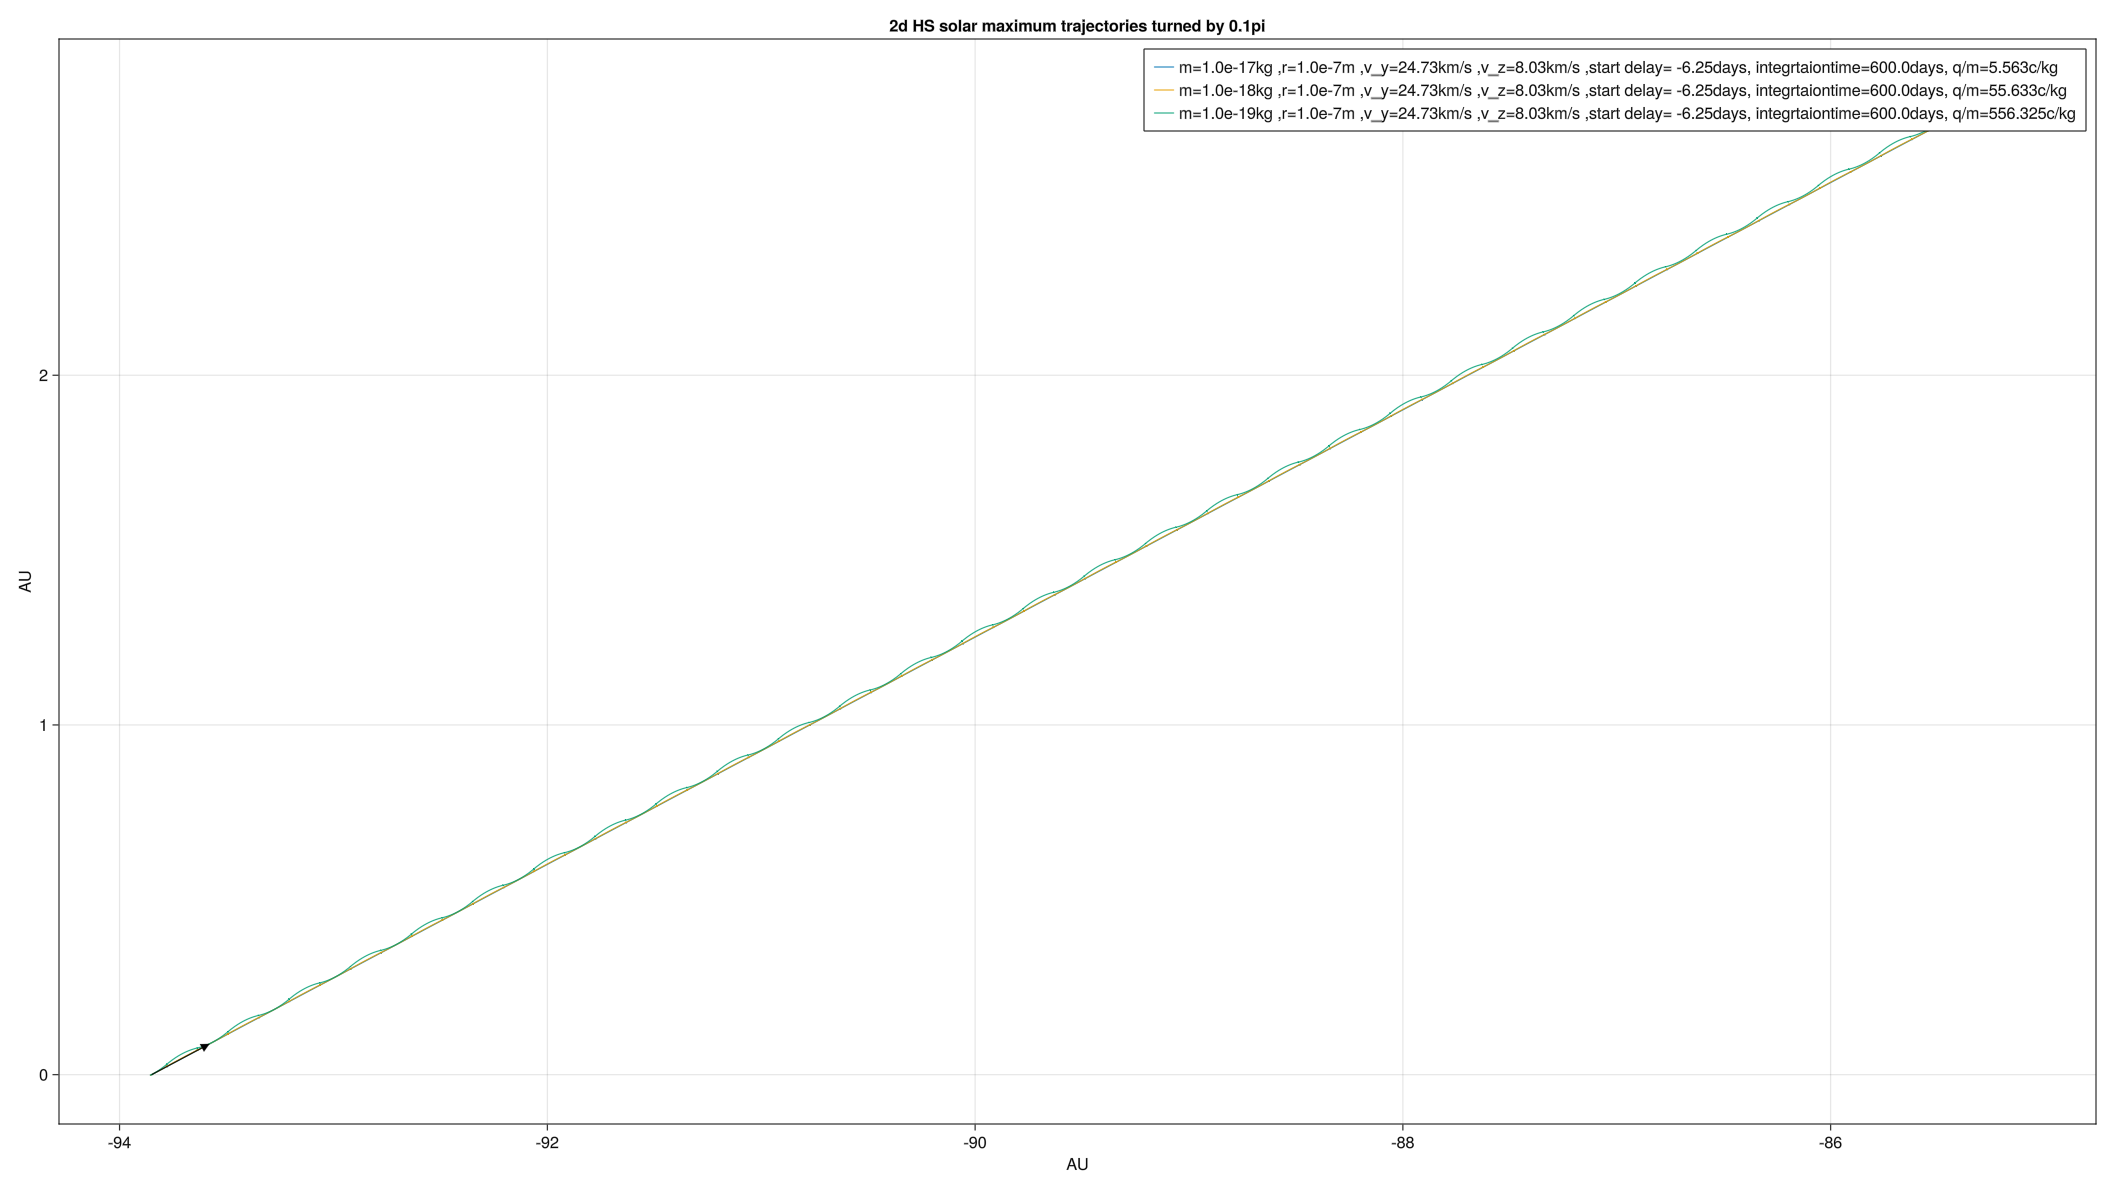 2d HS solar maximum trajectories turned by 0.1pi
m=1.0e-17kg ,r=1.0e-7m ,v_y=24.73km/s ,v_z=8.03km/s ,start delay= -6.25days, integrtaiontime=600.0days, q/m=5.563c/kg
m=1.0e-18kg ,r=1.0e-7m ,v_y=24.73km/s ,v_z=8.03km/s ,start delay= -6.25days, integrtaiontime=600.0days, q/m=55.633c/kg
m=1.0e-19kg ,r=1.0e-7m ,v_y=24.73km/s ,v_z=8.03km/s ,start delay= -6.25days, integrtaiontime=600.0days, q/m=556.325c/kg
2
AU
1
0
-94
-92
-90
-88
-86
AU